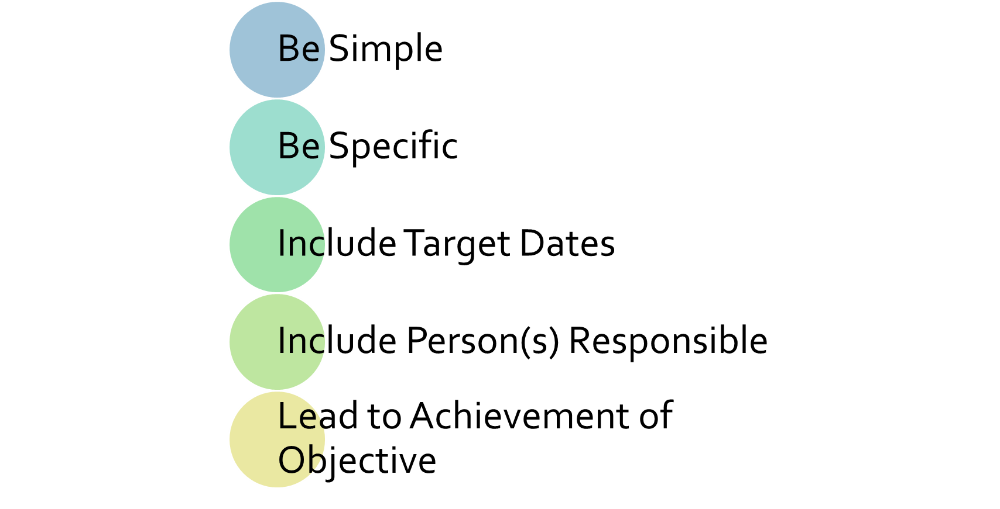 Be Simple
Be Specific
Include Target Dates
Include Person(s) Responsible
Lead to Achievement of
Objective